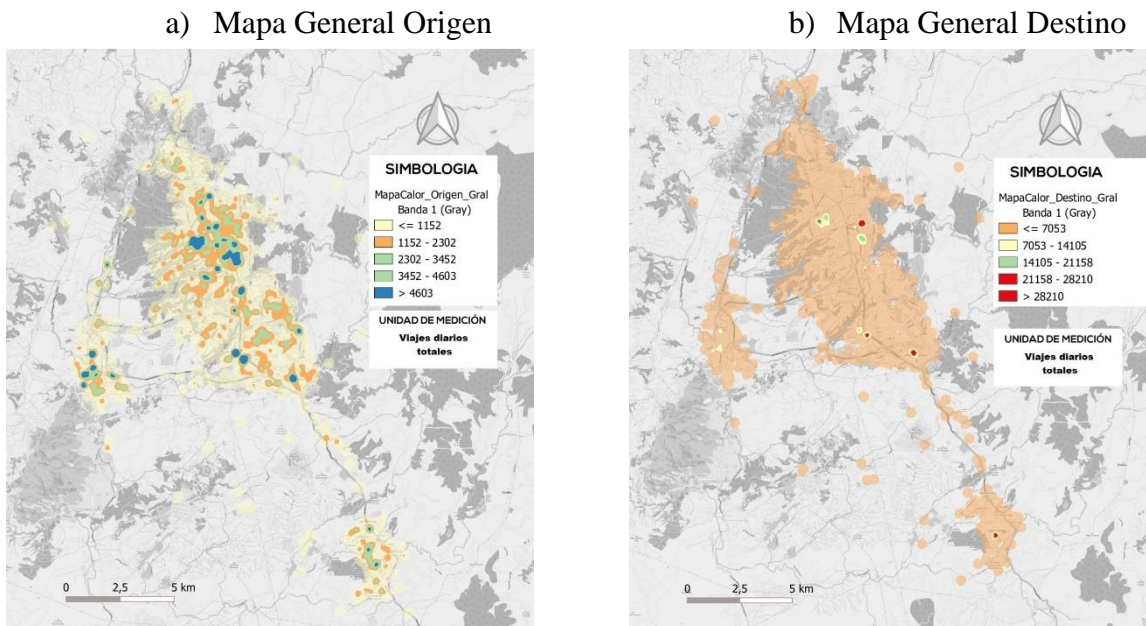 a) Mapa General Origen
SIMBOLOGIA
MapaCalor_Origen_Gral
Banda 1 (Gray)
<= 1152
1152 - 2302
2302 - 3452
3452 - 4603
> 4603
UNIDAD DE MEDICIÓN
Viajes diarios
totales
0 2,5 5 km
b) Mapa General Destino
SIMBOLOGIA
MapaCalor_Destino_Gral
Banda 1 (Gray)
<= 7053
7053 - 14105
14105 - 21158
21158 - 28210
> 28210
UNIDAD DE MEDICIÓN
Viajes diarios
totales
0 2,5 5 km